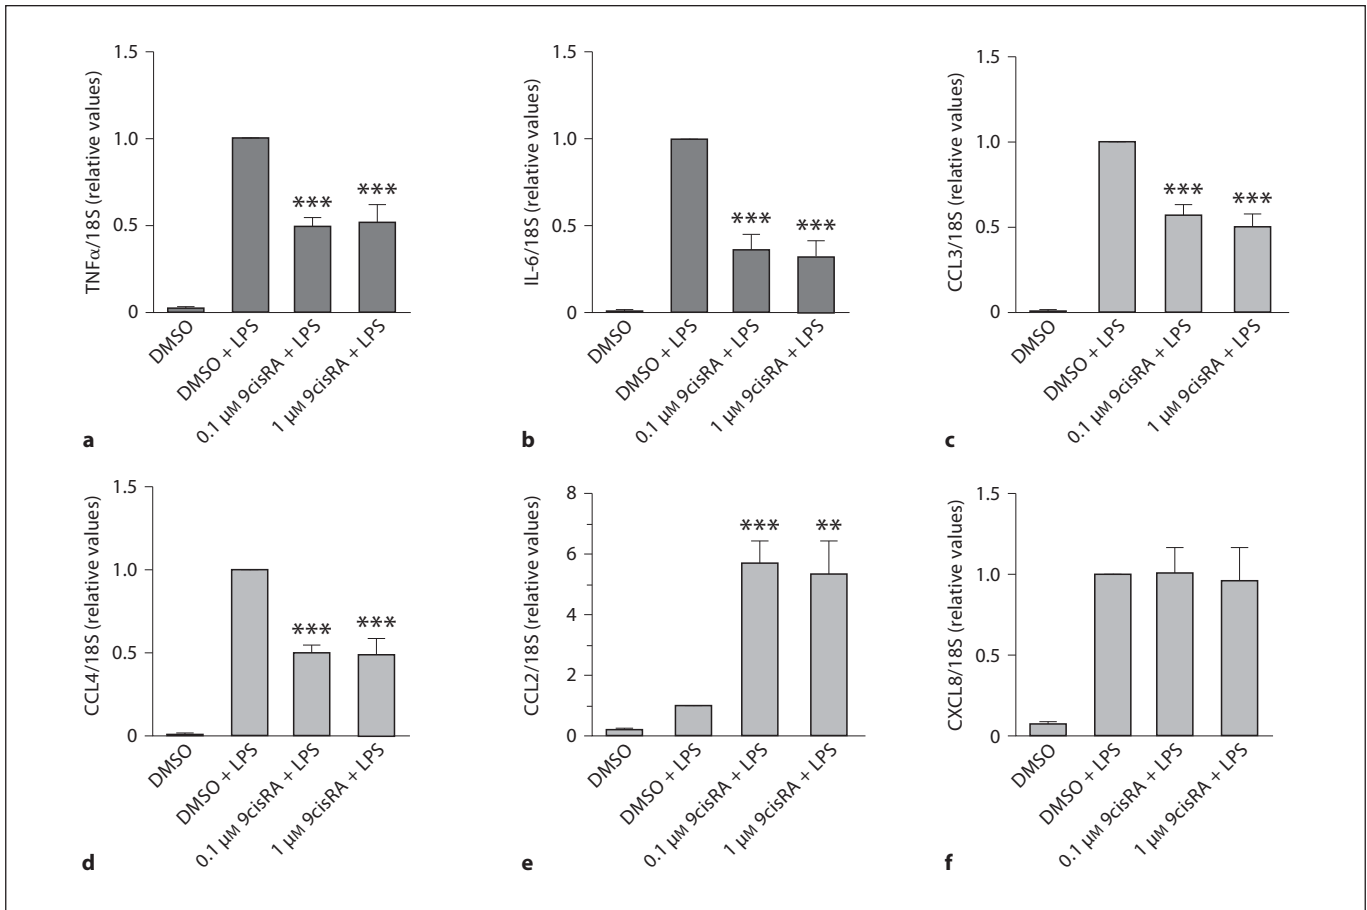 TNFα/18S (relative values)
1.5
1.0
0.5
0
***
***
DMSO
DMSO + LPS
0.1 µM 9cisRA + LPS
1 µM 9cisRA + LPS
a
IL-6/18S (relative values)
1.5
1.0
0.5
0
***
***
DMSO
DMSO + LPS
0.1 µM 9cisRA + LPS
1 µM 9cisRA + LPS
b
CCL3/18S (relative values)
1.5
1.0
0.5
0
***
***
DMSO
DMSO + LPS
0.1 µM 9cisRA + LPS
1 µM 9cisRA + LPS
c
CCL4/18S (relative values)
1.5
1.0
0.5
0
***
***
DMSO
DMSO + LPS
0.1 µM 9cisRA + LPS
1 µM 9cisRA + LPS
d
CCL2/18S (relative values)
8
6
4
2
0
***
**
DMSO
DMSO + LPS
0.1 µM 9cisRA + LPS
1 µM 9cisRA + LPS
e
CXCL8/18S (relative values)
1.5
1.0
0.5
0
DMSO
DMSO + LPS
0.1 µM 9cisRA + LPS
1 µM 9cisRA + LPS
f